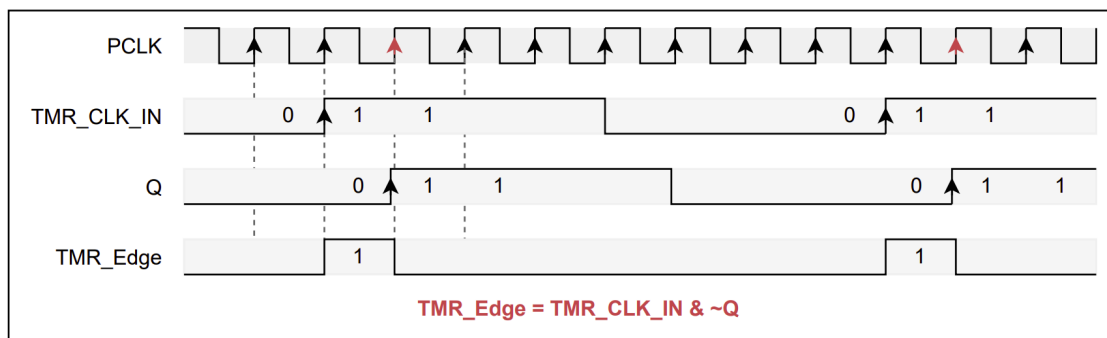 PCLK
TMR_CLK_IN 0 1 1 0 1 1
Q 0 1 1 0 1 1
TMR_Edge 1 1
TMR_Edge = TMR_CLK_IN & ~Q